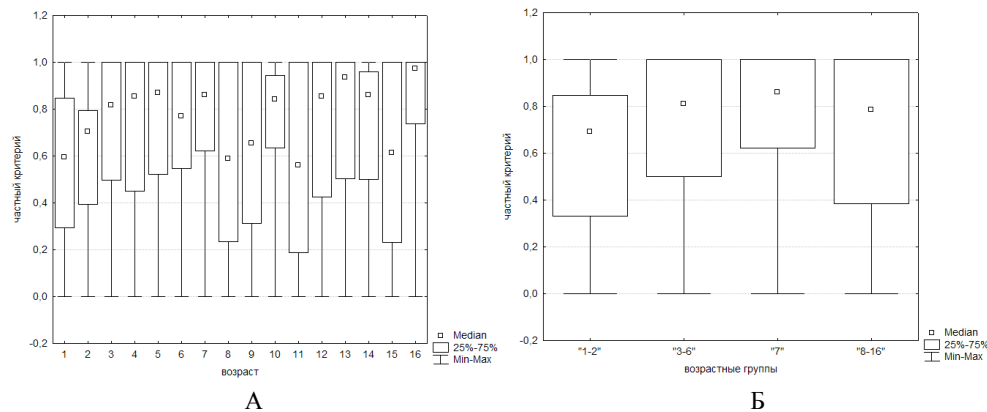 1,2
1,0
0,8
0,6
0,4
0,2
0,0
-0,2
частный критерий
1 2 3 4 5 6 7 8 9 10 11 12 13 14 15 16
возраст
Median
25%-75%
Min-Max
А
1,2
1,0
0,8
0,6
0,4
0,2
0,0
-0,2
частный критерий
"1-2" "3-6" "7" "8-16"
возрастные группы
Median
25%-75%
Min-Max
Б